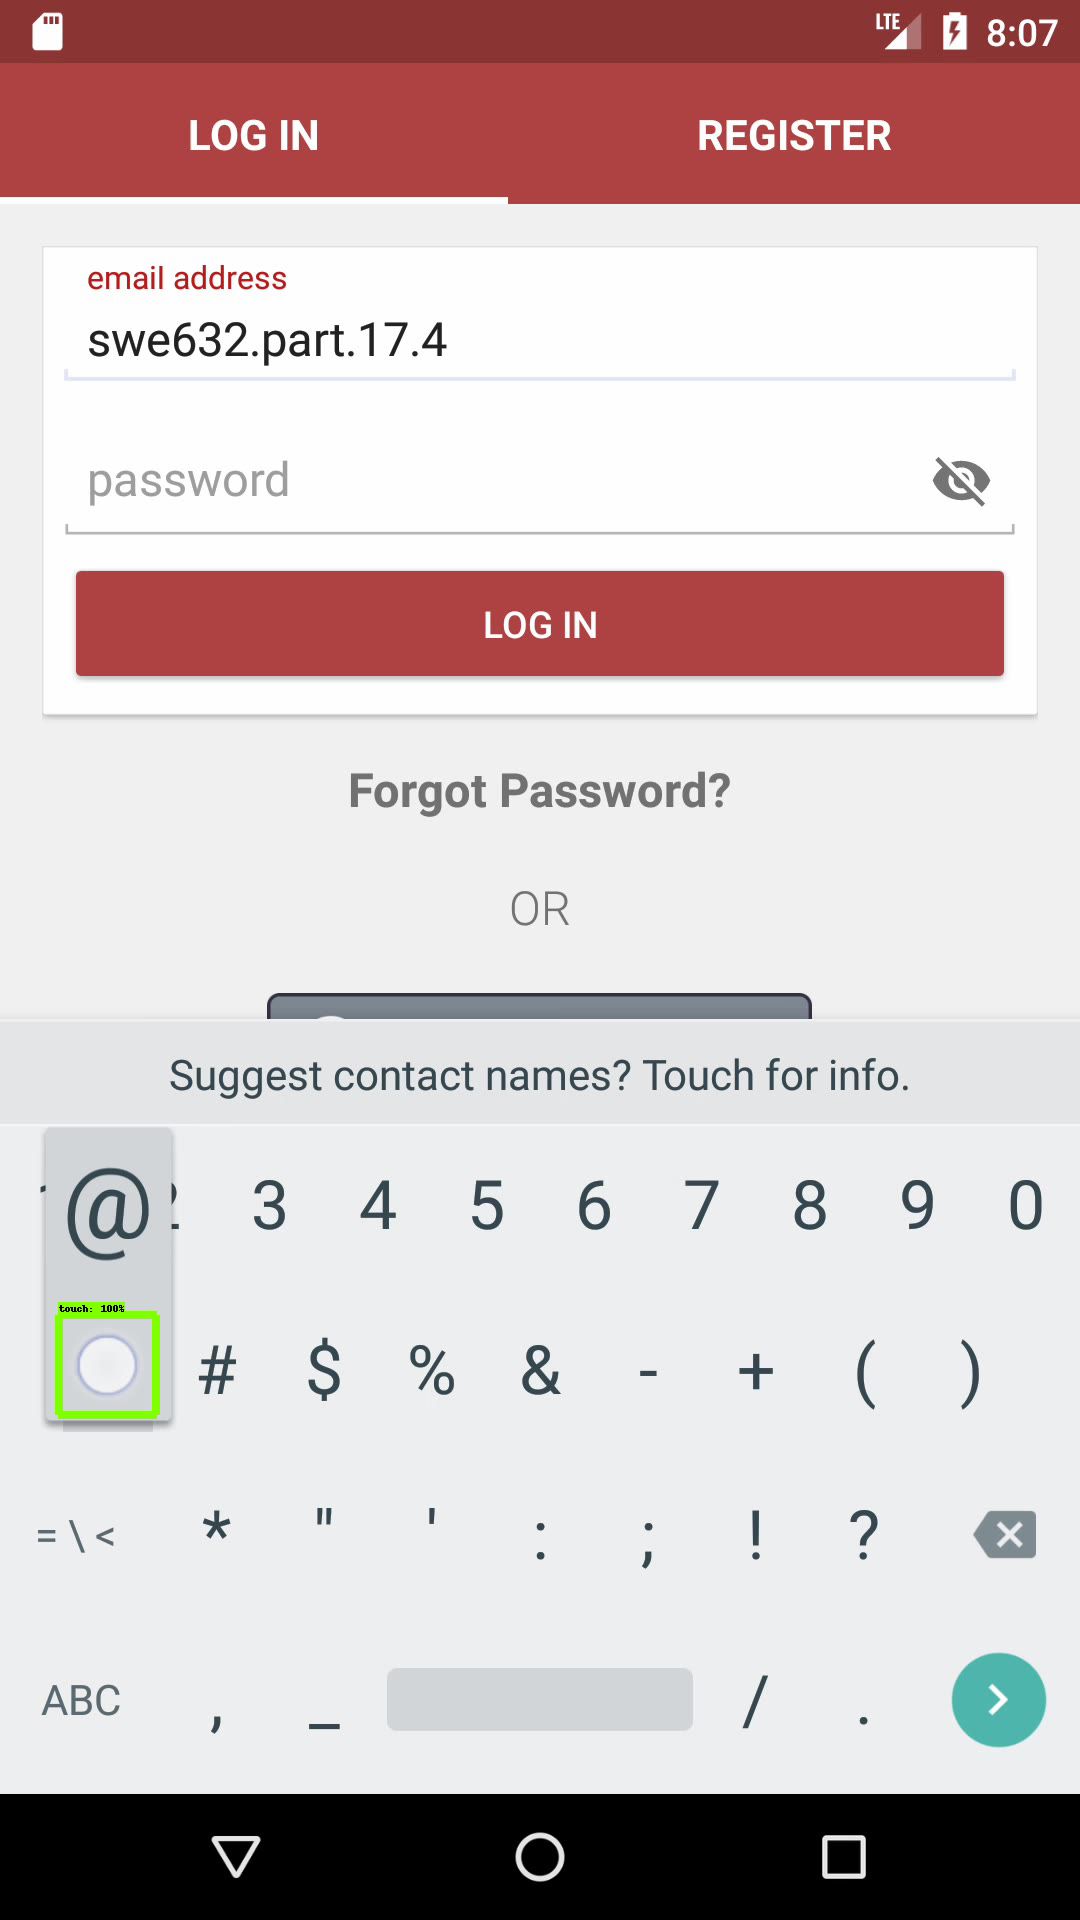 LTE 8:07
LOG IN REGISTER
email address
swe632.part.17.4
password
LOG IN
Forgot Password?
OR
Suggest contact names? Touch for info.
@ 3 4 5 6 7 8 9 0
touch: 100%
# $ % & - + ( )
= \ < * " ' : ; ! ?
ABC , _ / .